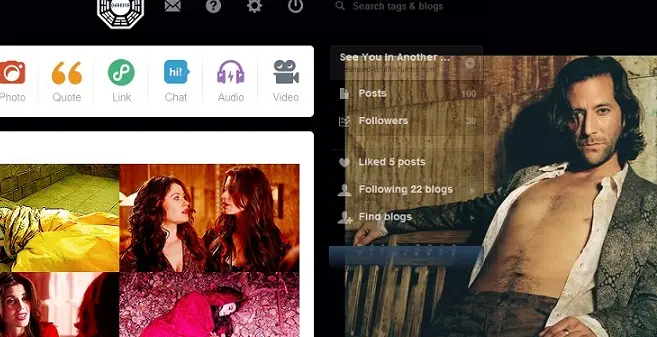 DHARMA
Search tags & blogs
Photo
Quote
Link
hi!
Chat
Audio
Video
See You In Another ...
Posts 100
Followers 30
Liked 5 posts
Following 22 blogs
Find blogs